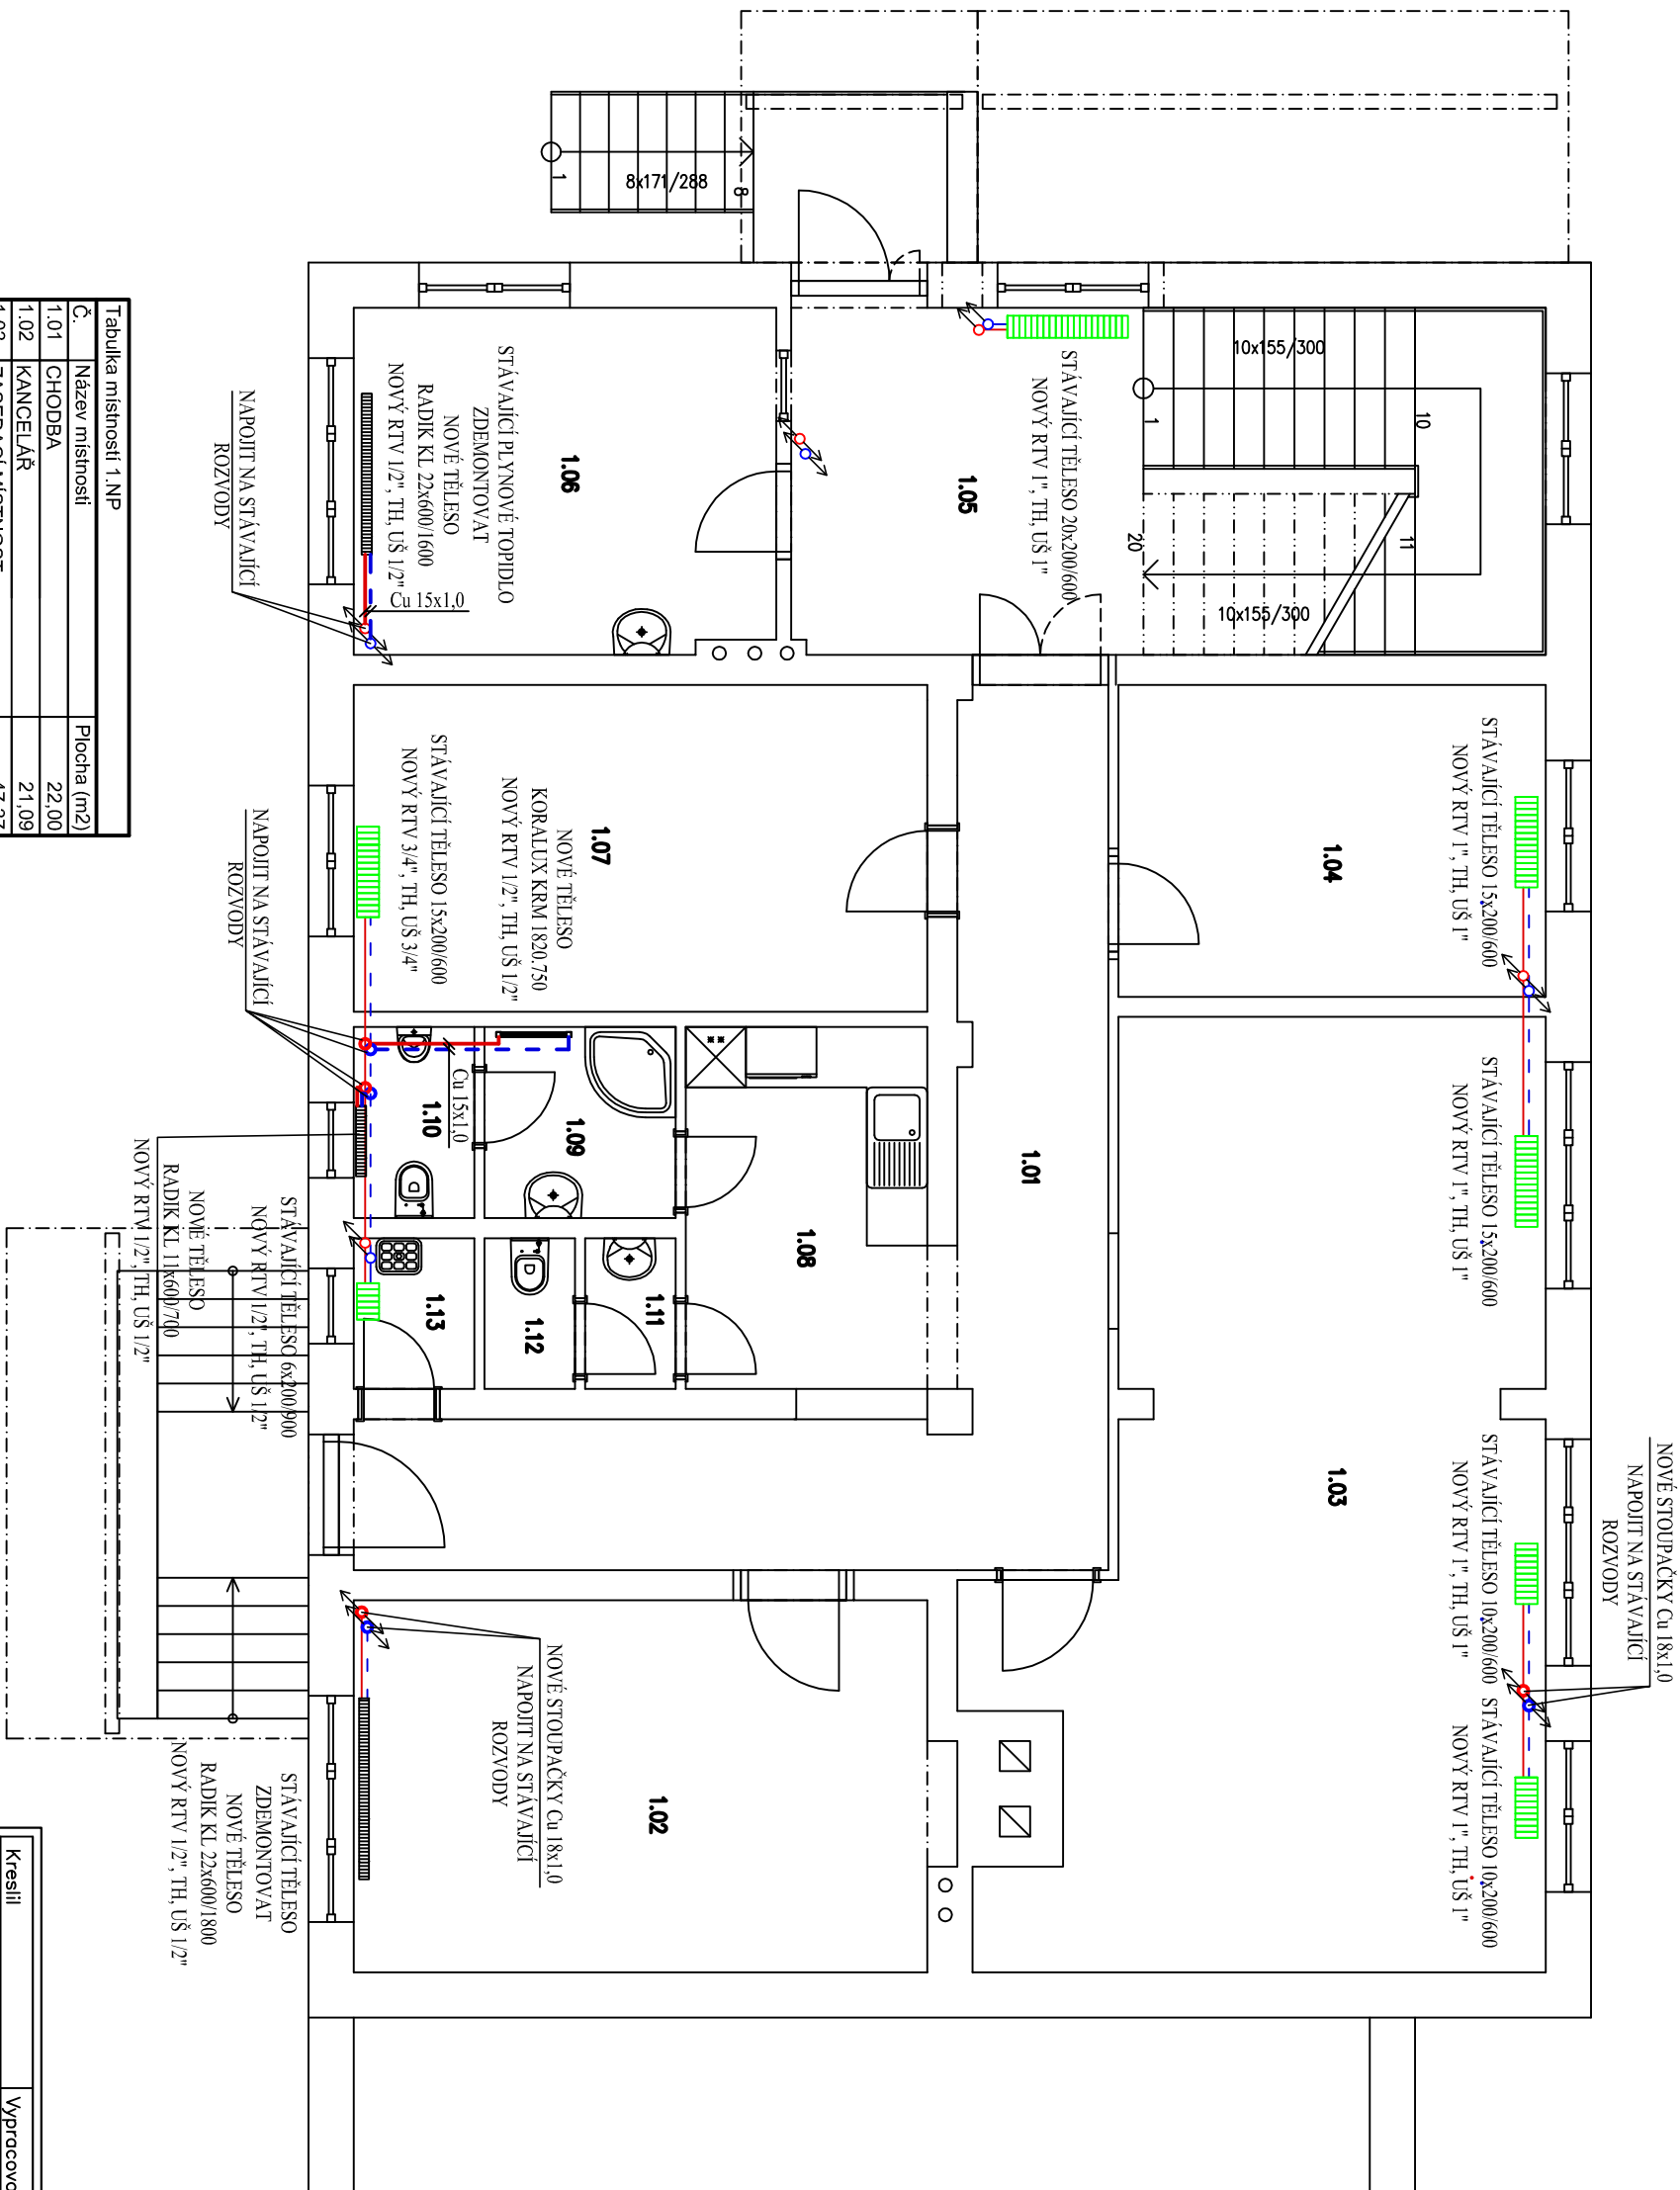 NOVÉ STOUPAČKY Cu 18x1,0
NAPOJIT NA STÁVAJÍCÍ
ROZVODY
STÁVAJÍCÍ TĚLESO 15x200/600
NOVÝ RTV 1", TH, UŠ 1"
STÁVAJÍCÍ TĚLESO 15x200/600
NOVÝ RTV 1", TH, UŠ 1"
STÁVAJÍCÍ TĚLESO 10x200/600
NOVÝ RTV 1", TH, UŠ 1"
STÁVAJÍCÍ TĚLESO 10x200/600
NOVÝ RTV 1", TH, UŠ 1"
10
11
10x155/300
10x155/300
1
20
1.04
1.03
STÁVAJÍCÍ TĚLESO 20x200/600
NOVÝ RTV 1", TH, UŠ 1"
1.05
1.01
8x171/288
1
8
1.08
1.06
1.07
1.09
1.10
1.11
1.12
1.13
1.02
STÁVAJÍCÍ PLYNOVÉ TOPIDLO
ZDEMONTOVAT
NOVÉ TĚLESO
RADIK KL 22x600/1600
NOVÝ RTV 1/2", TH, UŠ 1/2"
Cu 15x1,0
NOVÉ TĚLESO
KORALUX KRM 1820.750
NOVÝ RTV 1/2", TH, UŠ 1/2"
STÁVAJÍCÍ TĚLESO 15x200/600
NOVÝ RTV 3/4", TH, UŠ 3/4"
Cu 15x1,0
NOVÉ STOUPAČKY Cu 18x1,0
NAPOJIT NA STÁVAJÍCÍ
ROZVODY
NAPOJIT NA STÁVAJÍCÍ
ROZVODY
NAPOJIT NA STÁVAJÍCÍ
ROZVODY
STÁVAJÍCÍ TĚLESO 6x200/900
NOVÝ RTV 1/2", TH, UŠ 1/2"
NOVÉ TĚLESO
RADIK KL 11x600/700
NOVÝ RTV 1/2", TH, UŠ 1/2"
STÁVAJÍCÍ TĚLESO
ZDEMONTOVAT
NOVÉ TĚLESO
RADIK KL 22x600/1800
NOVÝ RTV 1/2", TH, UŠ 1/2"
Tabulka místností 1.NP
Č. Název místnosti Plocha (m2)
1.01 CHODBA 22,00
1.02 KANCELÁŘ 21,09
Kreslil